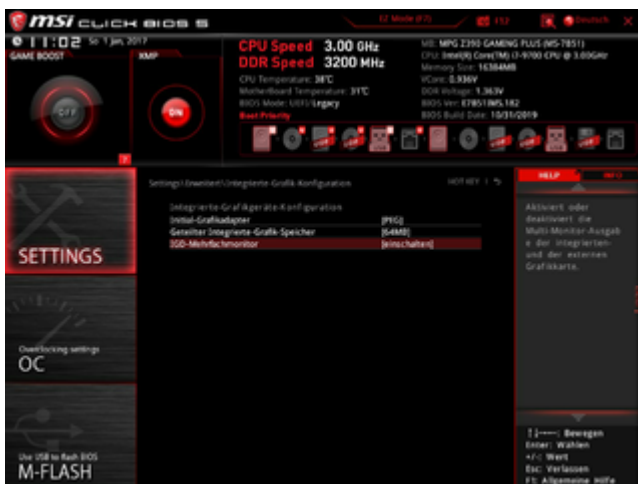 msi CLICK BIOS 5
EZ Mode (F7)
F12
Deutsch
11:02 So 1 Jan, 2017
GAME BOOST
XMP
OFF
ON
CPU Speed 3.00 GHz
DDR Speed 3200 MHz
CPU Temperature: 38°C
MotherBoard Temperature: 31°C
BIOS Mode: UEFI/Legacy
Boot Priority
MB: MPG Z390 GAMING PLUS (MS-7B51)
CPU: Intel(R) Core(TM) i7-9700 CPU @ 3.00GHz
Memory Size: 16384MB
VCore: 0.936V
DDR Voltage: 1.363V
BIOS Ver: E7B51IMS.182
BIOS Build Date: 10/31/2019
USB
SETTINGS
Overclocking settings
OC
Use USB to flash BIOS
M-FLASH
Settings\Erweitert\Integrierte-Grafik-Konfiguration
HOT KEY
Integrierte-Grafikgeräte-Konfiguration
Initial-Grafikadapter [PEG]
Geteilter Integrierte-Grafik-Speicher [64MB]
IGD-Mehrfachmonitor [einschalten]
HELP
INFO
Aktiviert oder
deaktiviert die
Multi-Monitor-Ausgab
e der integrierten-
und der externen
Grafikkarte.
Bewegen
Enter: Wählen
+/-: Wert
Esc: Verlassen
F1: Allgemeine Hilfe